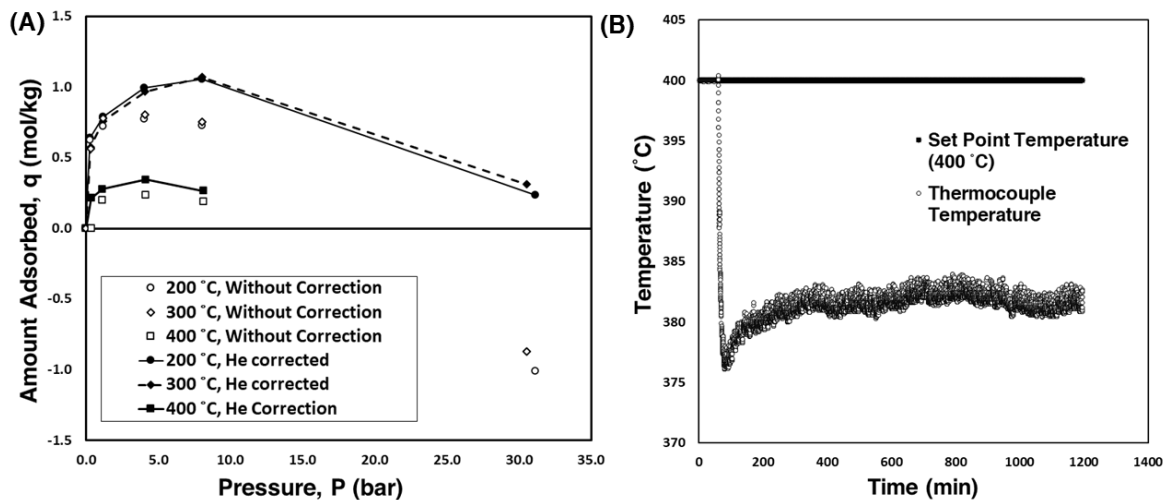 (A)
1.5
1.0
0.5
0.0
-0.5
-1.0
-1.5
Amount Adsorbed, q (mol/kg)
200 ˚C, Without Correction
300 ˚C, Without Correction
400 ˚C, Without Correction
200 ˚C, He corrected
300 ˚C, He corrected
400 ˚C, He Correction
0.0 5.0 10.0 15.0 20.0 25.0 30.0 35.0
Pressure, P (bar)
(B)
405
400
395
390
385
380
375
370
Temperature (˚C)
Set Point Temperature
(400 ˚C)
Thermocouple
Temperature
0 200 400 600 800 1000 1200 1400
Time (min)